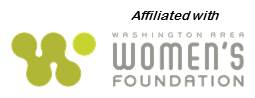 Affiliated with
WASHINGTON AREA
WOMEN'S
FOUNDATION